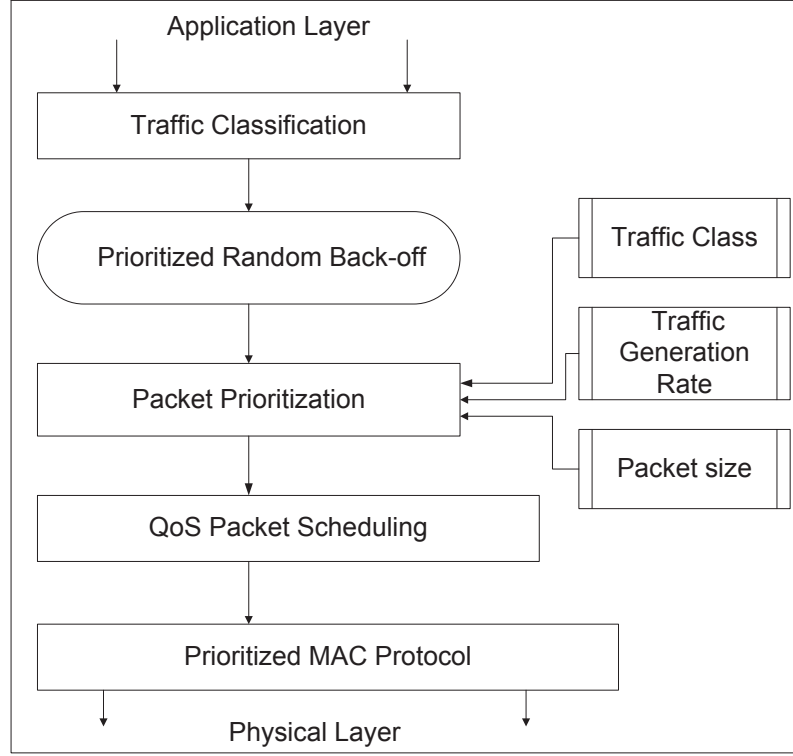 Application Layer
Traffic Classification
Prioritized Random Back-off
Traffic Class
Traffic
Generation
Rate
Packet Prioritization
Packet size
QoS Packet Scheduling
Prioritized MAC Protocol
Physical Layer